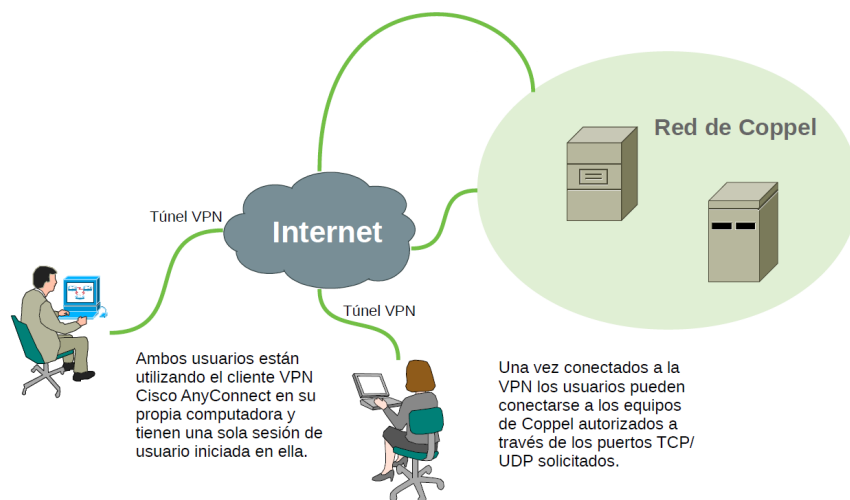 Red de Coppel
Túnel VPN
Internet
Túnel VPN
Ambos usuarios están
utilizando el cliente VPN
Cisco AnyConnect en su
propia computadora y
tienen una sola sesión de
usuario iniciada en ella.
Una vez conectados a la
VPN los usuarios pueden
conectarse a los equipos
de Coppel autorizados a
través de los puertos TCP/
UDP solicitados.